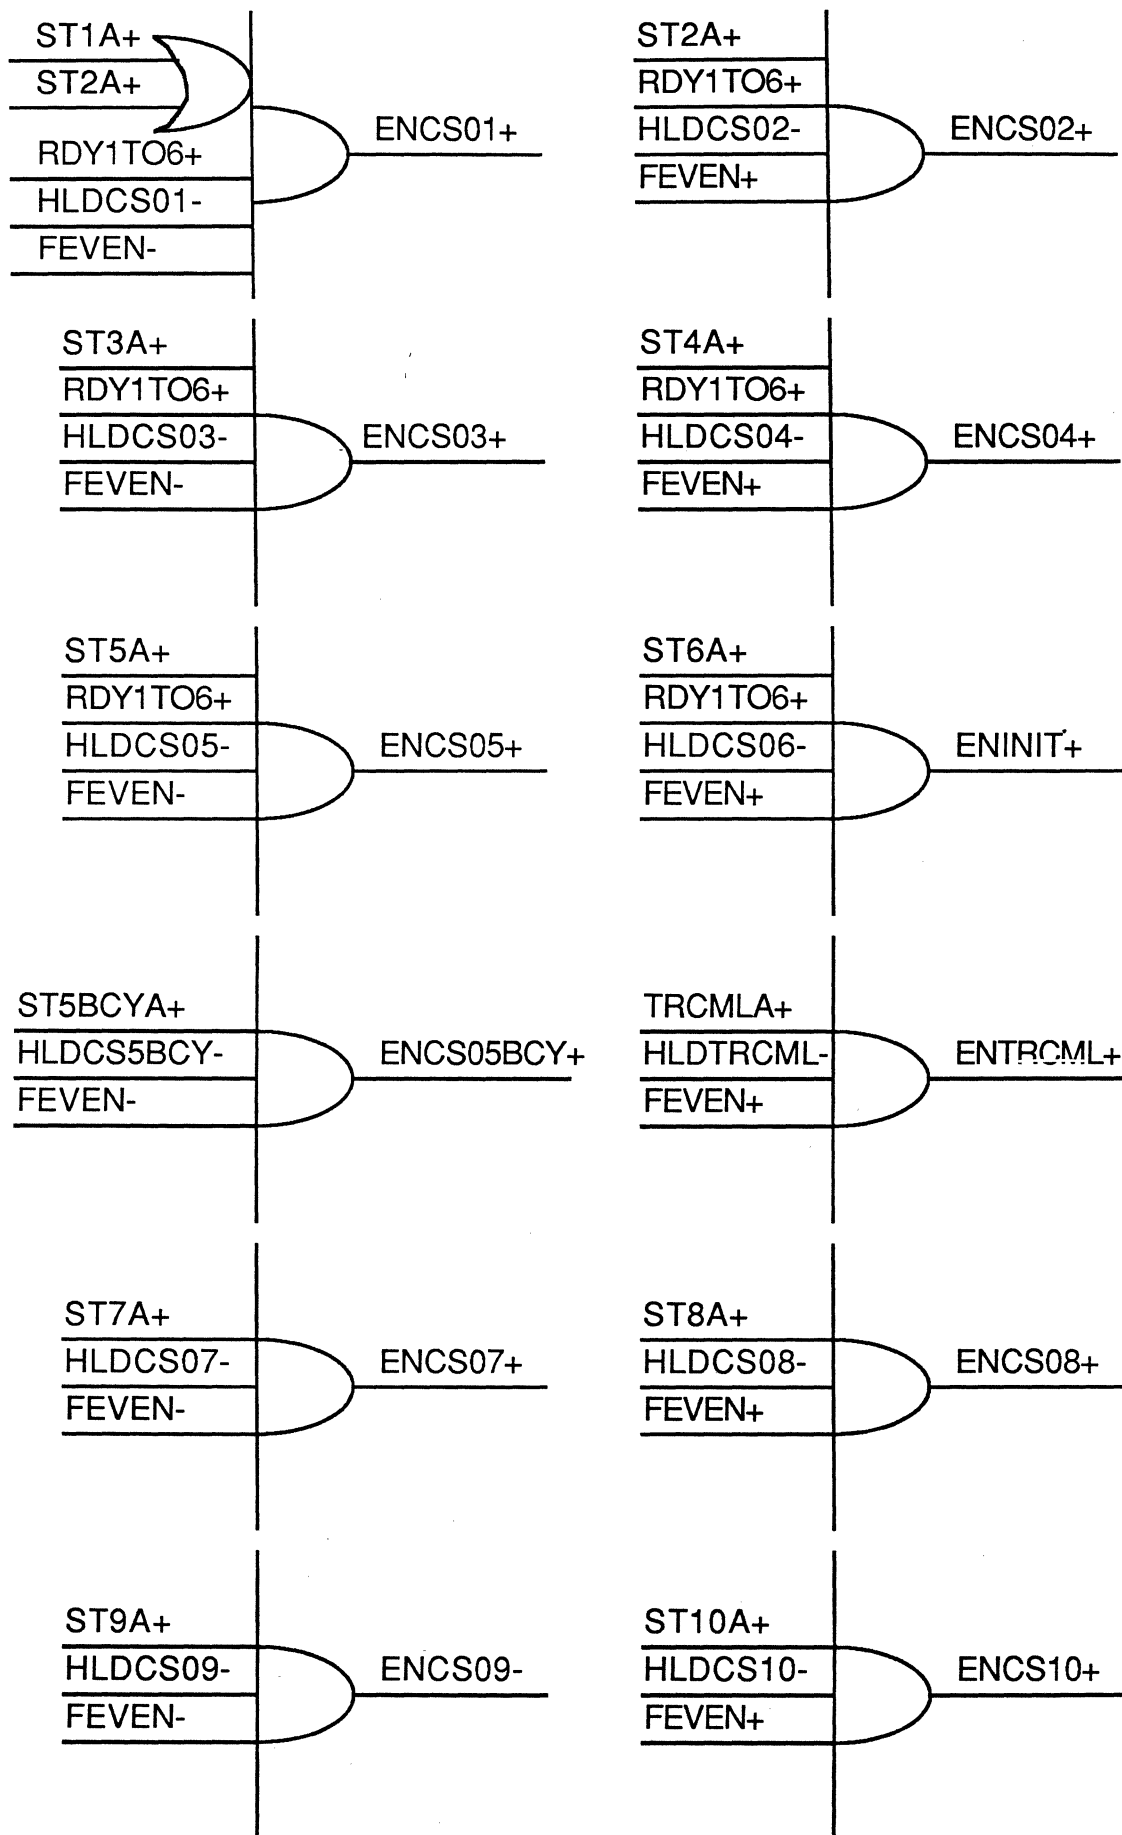 ST1A+
ST2A+
RDY1TO6+
HLDCS01-
FEVEN-
ENCS01+
ST2A+
RDY1TO6+
HLDCS02-
FEVEN+
ENCS02+
ST3A+
RDY1TO6+
HLDCS03-
FEVEN-
ENCS03+
ST4A+
RDY1TO6+
HLDCS04-
FEVEN+
ENCS04+
ST5A+
RDY1TO6+
HLDCS05-
FEVEN-
ENCS05+
ST6A+
RDY1TO6+
HLDCS06-
FEVEN+
ENINIT+
ST5BCYA+
HLDCS5BCY-
FEVEN-
ENCS05BCY+
TRCMLA+
HLDTRCML-
FEVEN+
ENTRCML+
ST7A+
HLDCS07-
FEVEN-
ENCS07+
ST8A+
HLDCS08-
FEVEN+
ENCS08+
ST9A+
HLDCS09-
FEVEN-
ENCS09-
ST10A+
HLDCS10-
FEVEN+
ENCS10+